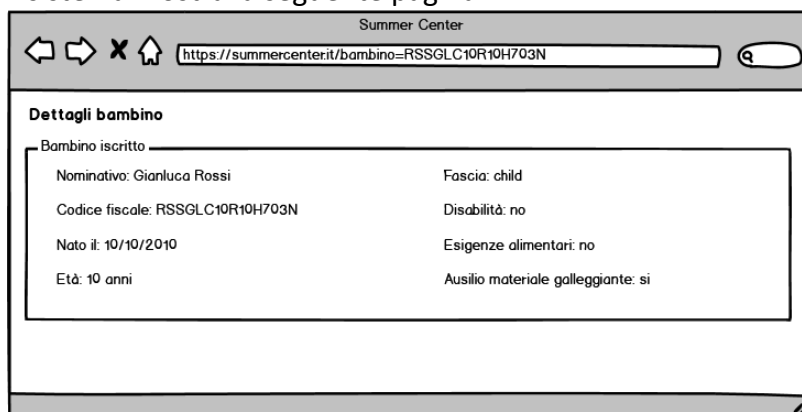 Summer Center
https://summercenter.it/bambino=RSSGLC10R10H703N
Dettagli bambino
Bambino iscritto
Nominativo: Gianluca Rossi
Fascia: child
Codice fiscale: RSSGLC10R10H703N
Disabilità: no
Nato il: 10/10/2010
Esigenze alimentari: no
Età: 10 anni
Ausilio materiale galleggiante: si